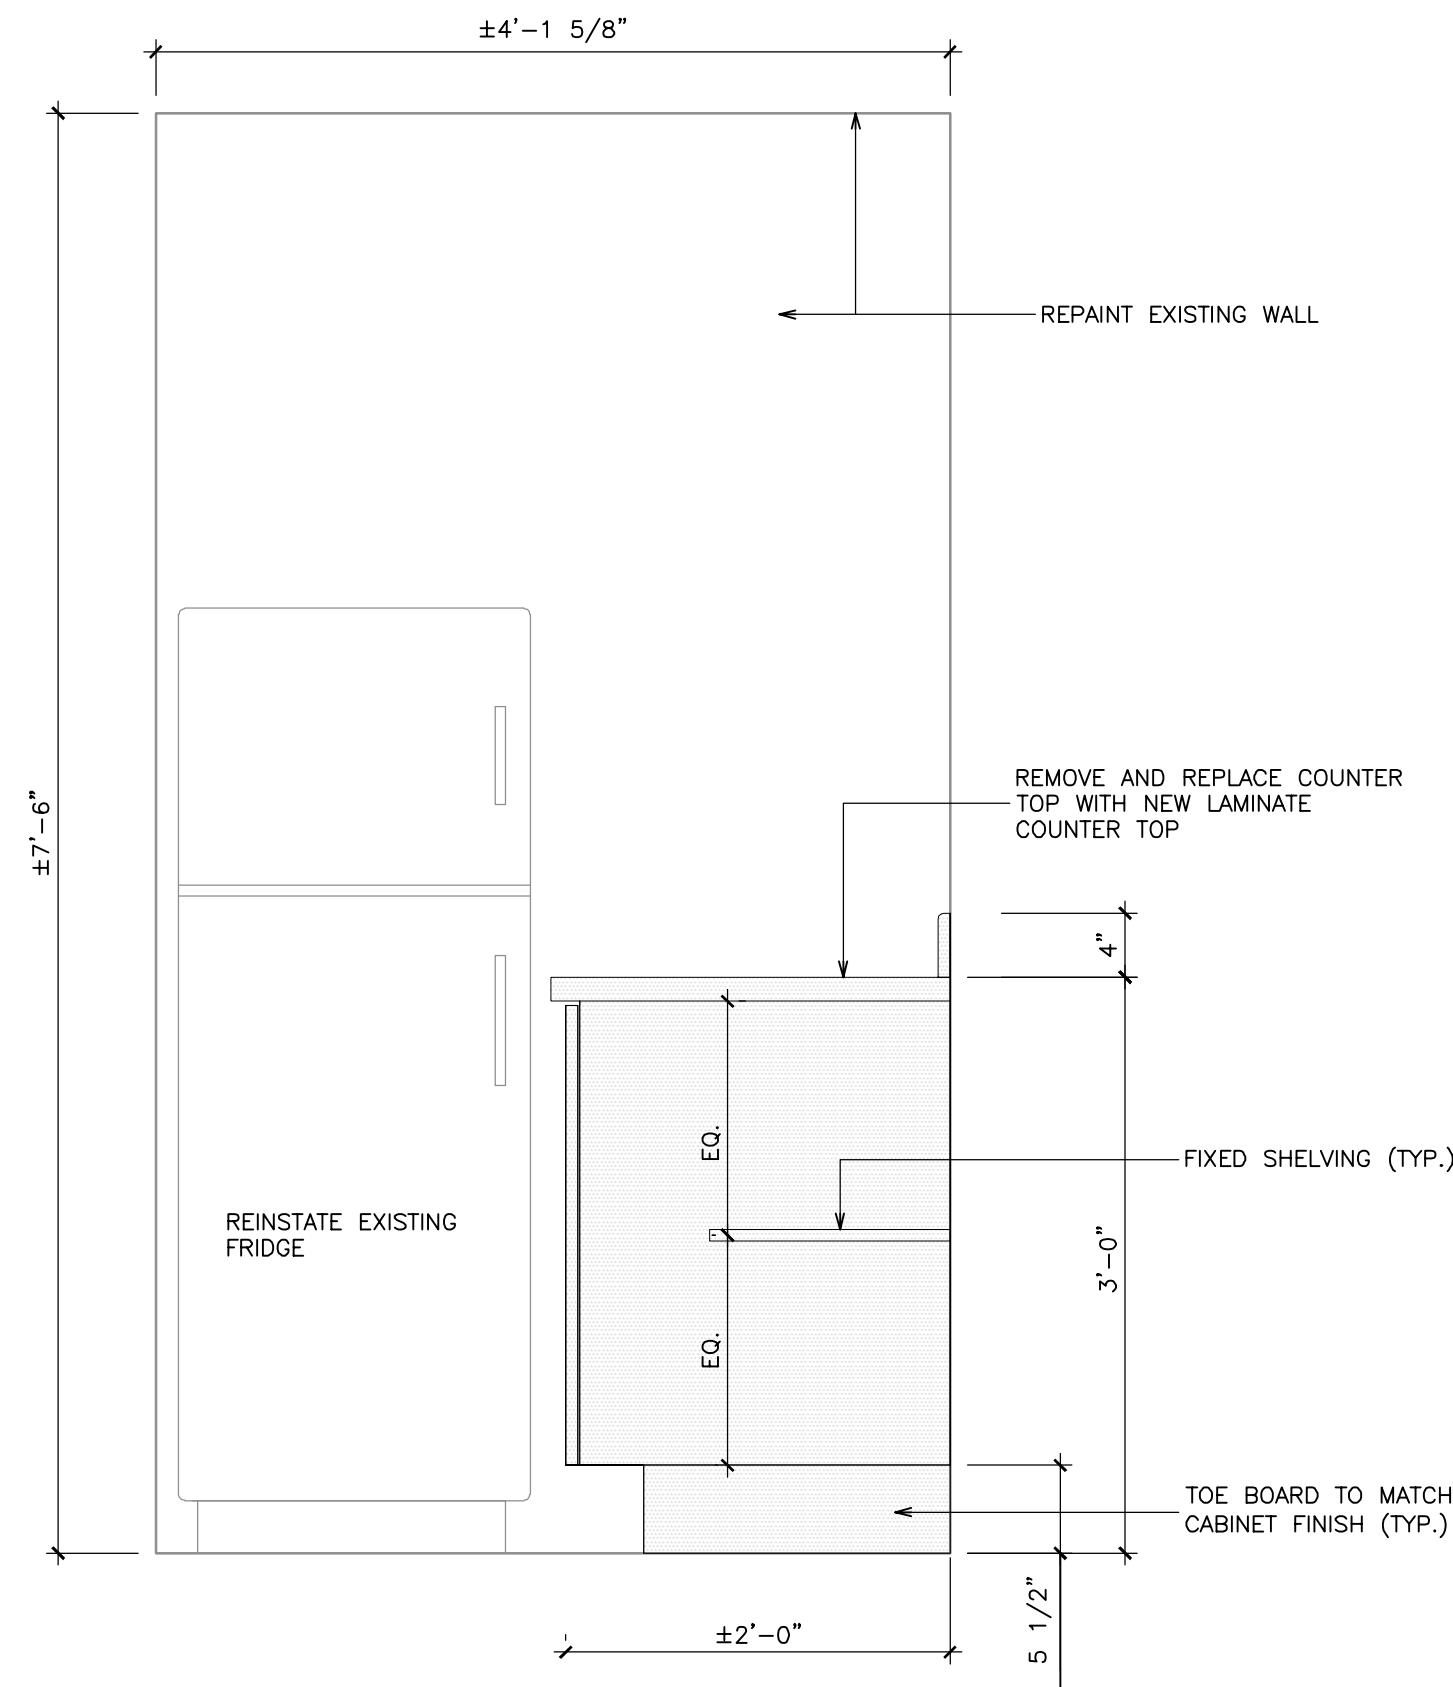 ±4'-1 5/8"
REPAINT EXISTING WALL
±7'-6"
REMOVE AND REPLACE COUNTER
TOP WITH NEW LAMINATE
COUNTER TOP
4"
EQ.
FIXED SHELVING (TYP.)
REINSTATE EXISTING
FRIDGE
3'-0"
EQ.
TOE BOARD TO MATCH
CABINET FINISH (TYP.)
5 1/2"
±2'-0"